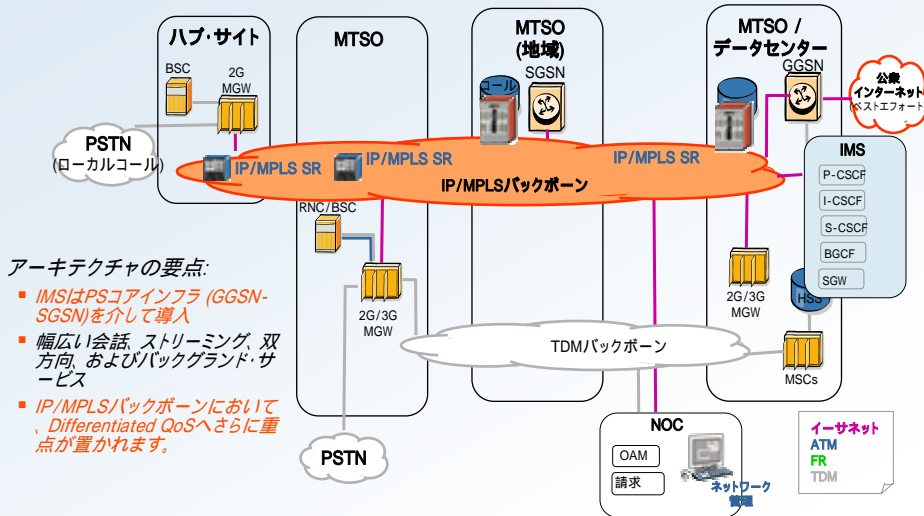 ハブ・サイト
BSC
2G
MGW
PSTN
(ローカルコール)
IP/MPLS SR
MTSO
IP/MPLS SR
RNC/BSC
2G/3G
MGW
PSTN
MTSO
(地域)
コール
SGSN
IP/MPLSバックボーン
TDMバックボーン
MTSO /
データセンター
GGSN
IP/MPLS SR
2G/3G
MGW
HSS
MSCs
公衆
インターネット
(ベストエフォート
IMS
P-CSCF
I-CSCF
S-CSCF
BGCF
SGW
アーキテクチャの要点:
IMSはPSコアインフラ (GGSN-
SGSN)を介して導入
幅広い会話、ストリーミング、双
方向、およびバックグランド・サ
ービス
IP/MPLSバックボーンにおいて
、Differentiated QoSへさらに重
点が置かれます。
NOC
OAM
請求
ネットワーク
管理
イーサネット
ATM
FR
TDM